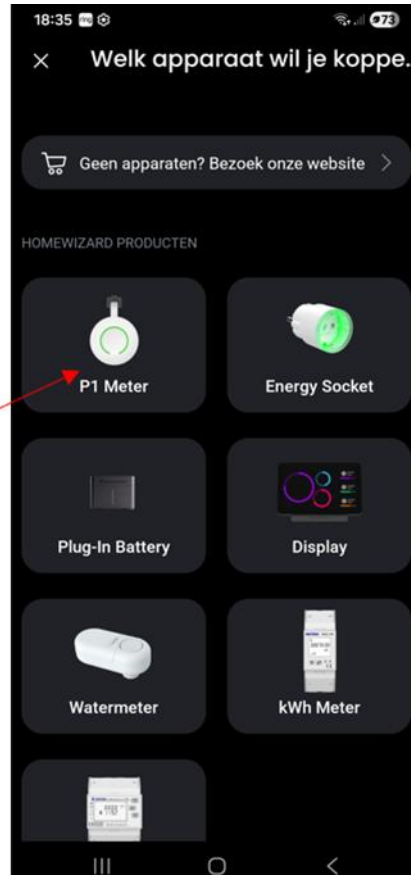 18:35 73
Welk apparaat wil je koppe.
Geen apparaten? Bezoek onze website
HOMEWIZARD PRODUCTEN
P1 Meter
Energy Socket
Plug-In Battery
Display
Watermeter
kWh Meter